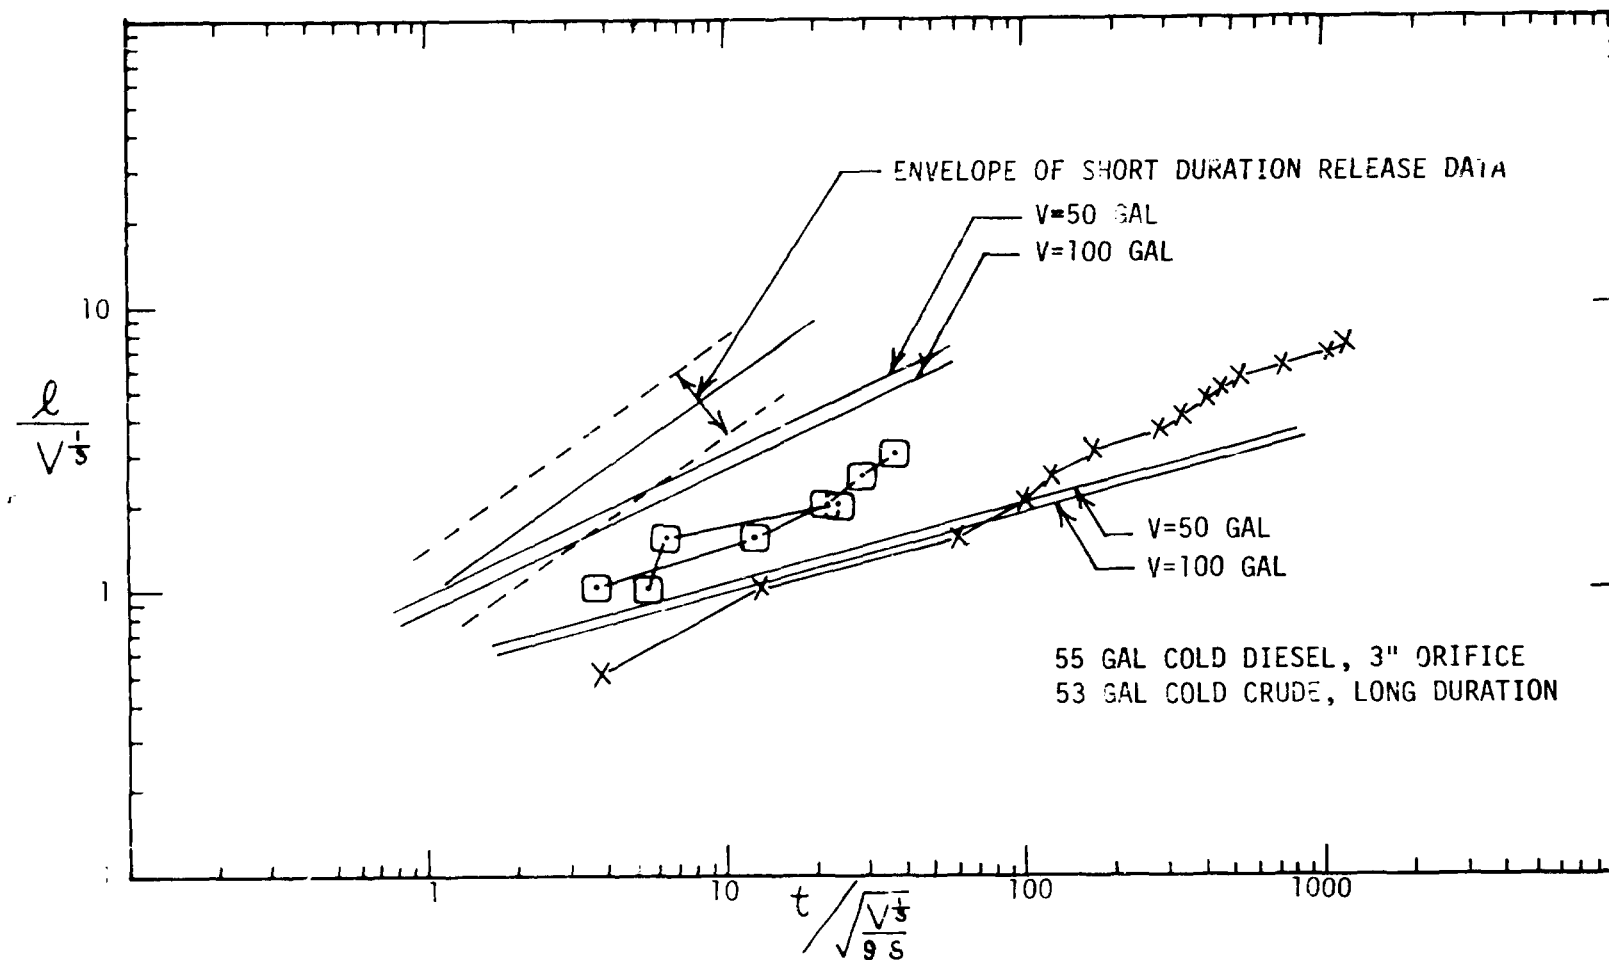 ENVELOPE OF SHORT DURATION RELEASE DATA
V=50 GAL
V=100 GAL
10
ℓ
V^1/3
V=50 GAL
V=100 GAL
1
55 GAL COLD DIESEL, 3" ORIFICE
53 GAL COLD CRUDE, LONG DURATION
1 10 100 1000
t / √(V^1/3 / g S)